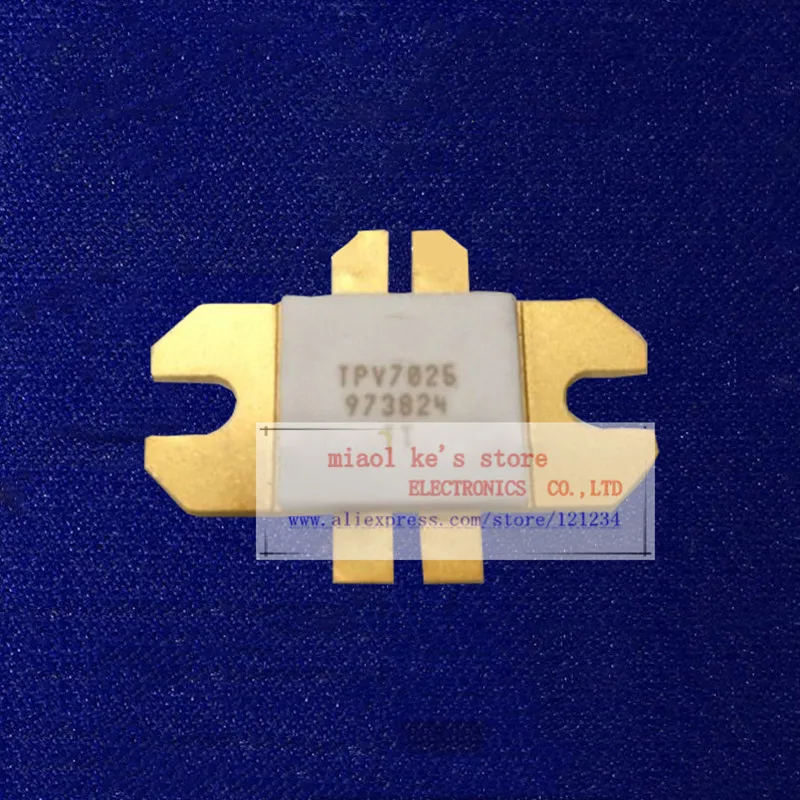 TPV7025
973824
T
miaol ke's store
ELECTRONICS CO.,LTD
www.aliexpress.com/store/121234